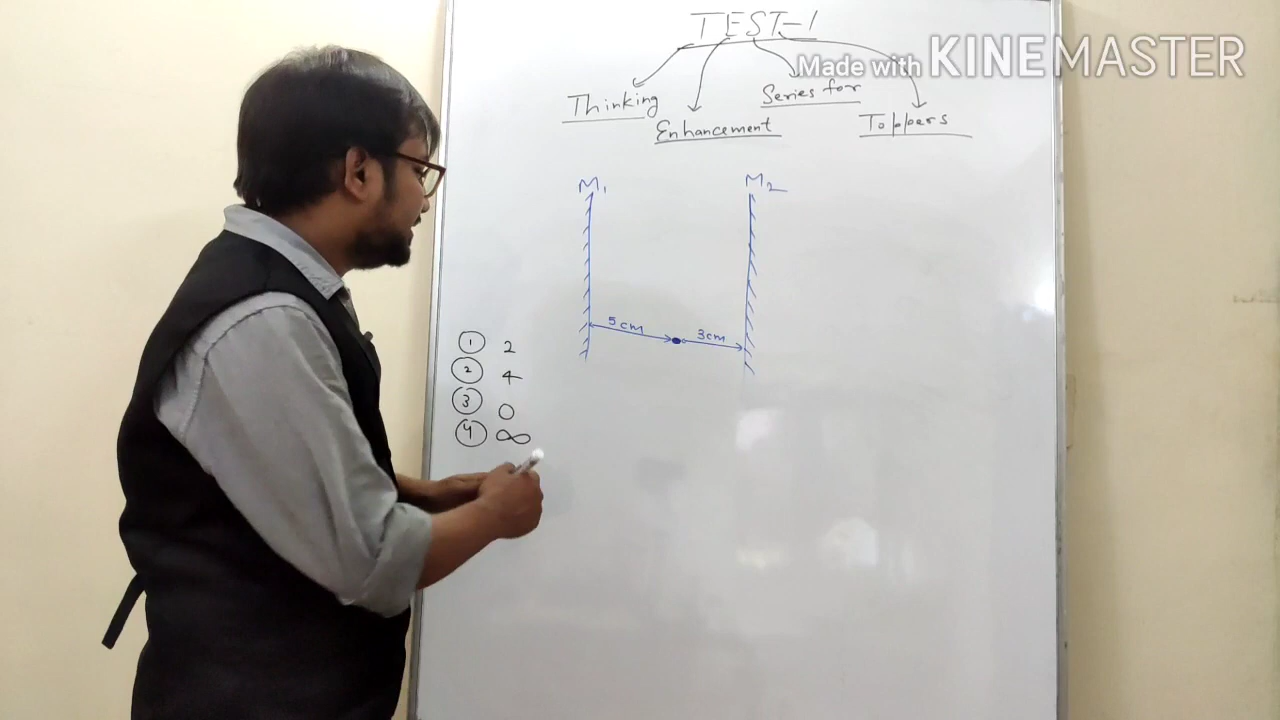 TEST-1
Made with KINEMASTER
Thinking
Enhancement
Series for
Toppers
M1
M2
5cm
3cm
1 2
2 4
3 0
4 ∞